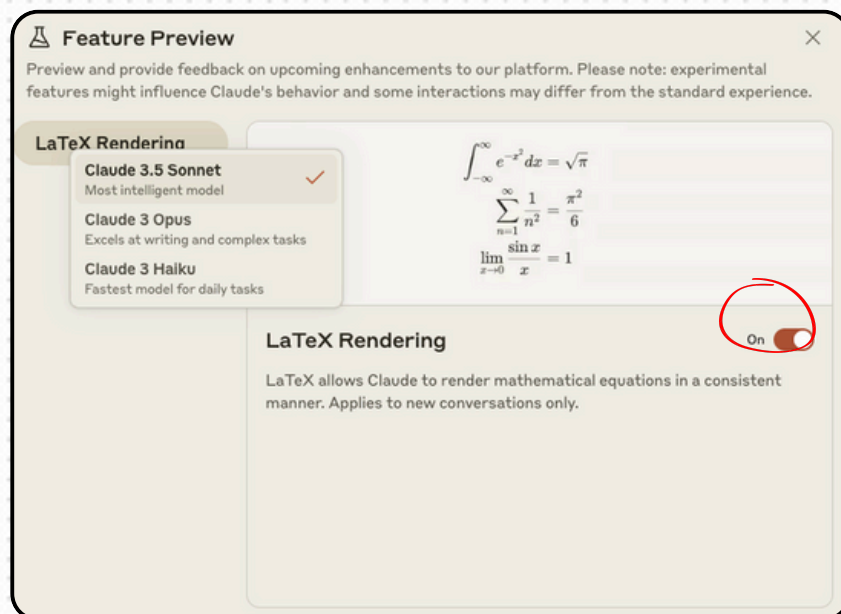 Feature Preview
Preview and provide feedback on upcoming enhancements to our platform. Please note: experimental
features might influence Claude's behavior and some interactions may differ from the standard experience.
LaTeX Rendering
Claude 3.5 Sonnet
Most intelligent model
Claude 3 Opus
Excels at writing and complex tasks
Claude 3 Haiku
Fastest model for daily tasks
∫_{-∞}^{∞} e^{-x²} dx = √π
∑_{n=1}^{∞} 1/n² = π²/6
lim_{x→0} sin x / x = 1
LaTeX Rendering
On
LaTeX allows Claude to render mathematical equations in a consistent
manner. Applies to new conversations only.